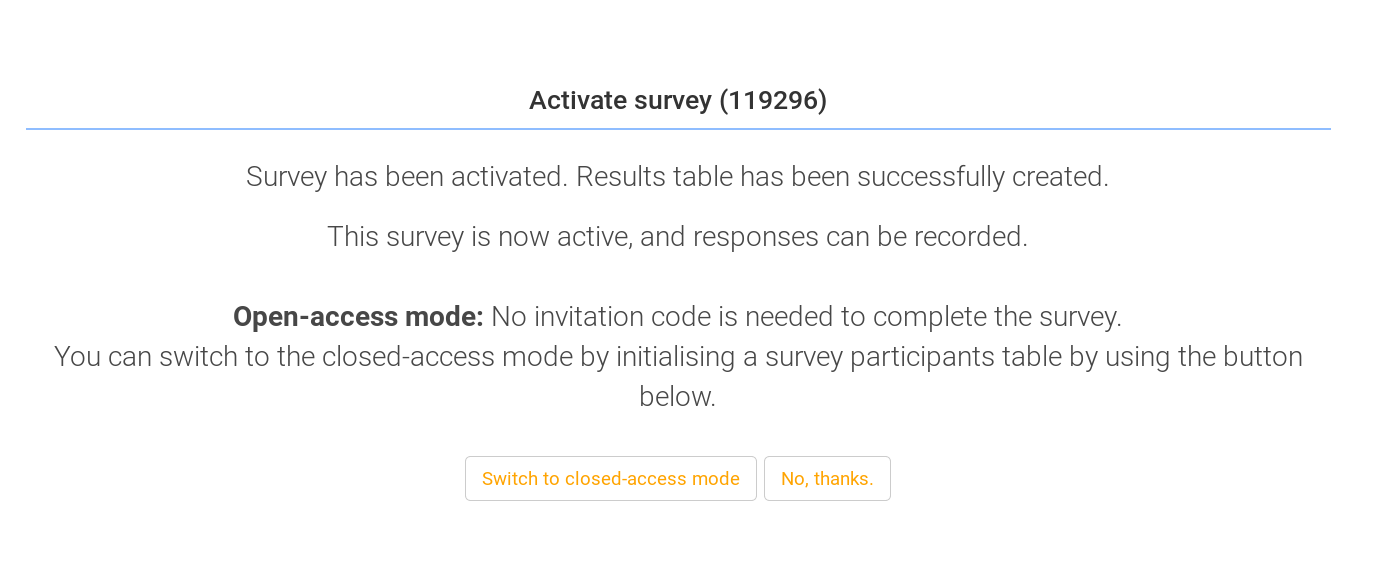 Activate survey (119296)
Survey has been activated. Results table has been successfully created.
This survey is now active, and responses can be recorded.
Open-access mode: No invitation code is needed to complete the survey.
You can switch to the closed-access mode by initialising a survey participants table by using the button
below.
Switch to closed-access mode
No, thanks.